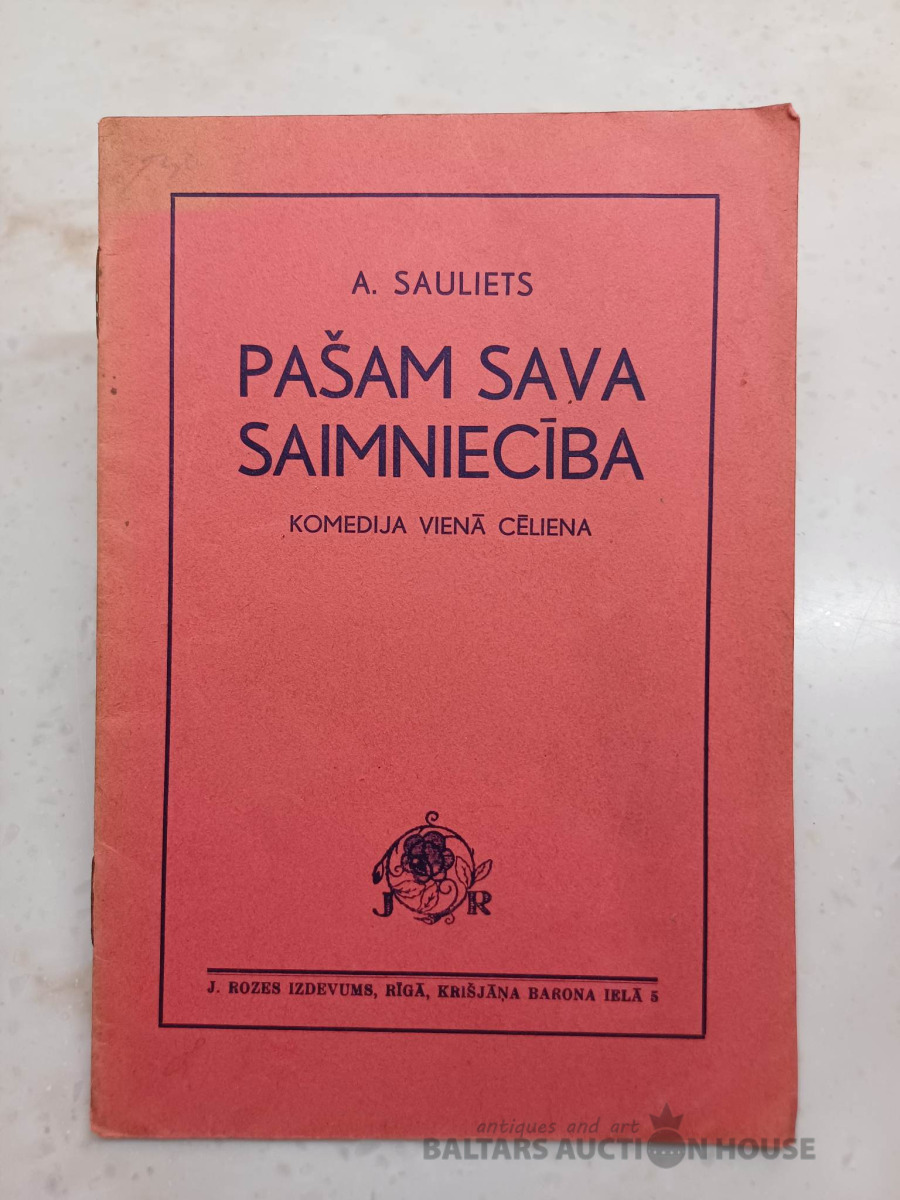 A. SAULIETS
PAŠAM SAVA
SAIMNIECĪBA
KOMEDIJA VIENĀ CĒLIENA
J R
J. ROZES IZDEVUMS, RĪGĀ, KRIŠJĀŅA BARONA IELĀ 5
antiques and art
BALTARS AUCTION HOUSE